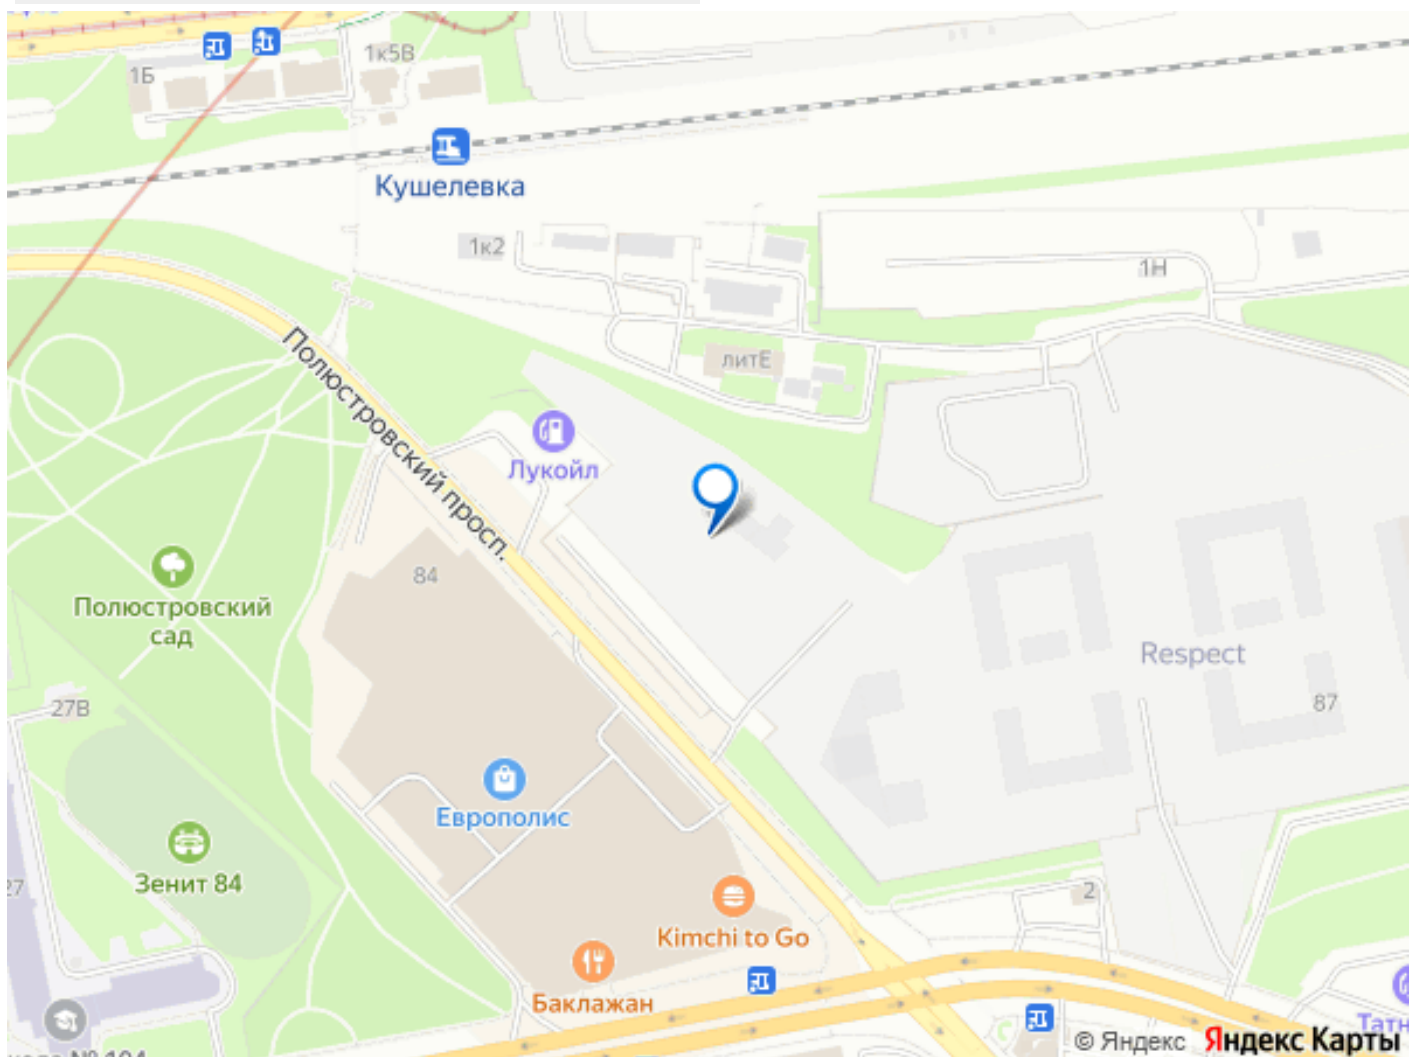 1Б
1к5В
Кушелевка
1к2
1Н
литЕ
Полюстровский просп.
Лукойл
84
Полюстровский
сад
Respect
87
27В
Европолис
Зенит 84
27
2
Kimchi to Go
Баклажан
© Яндекс Яндекс Карты